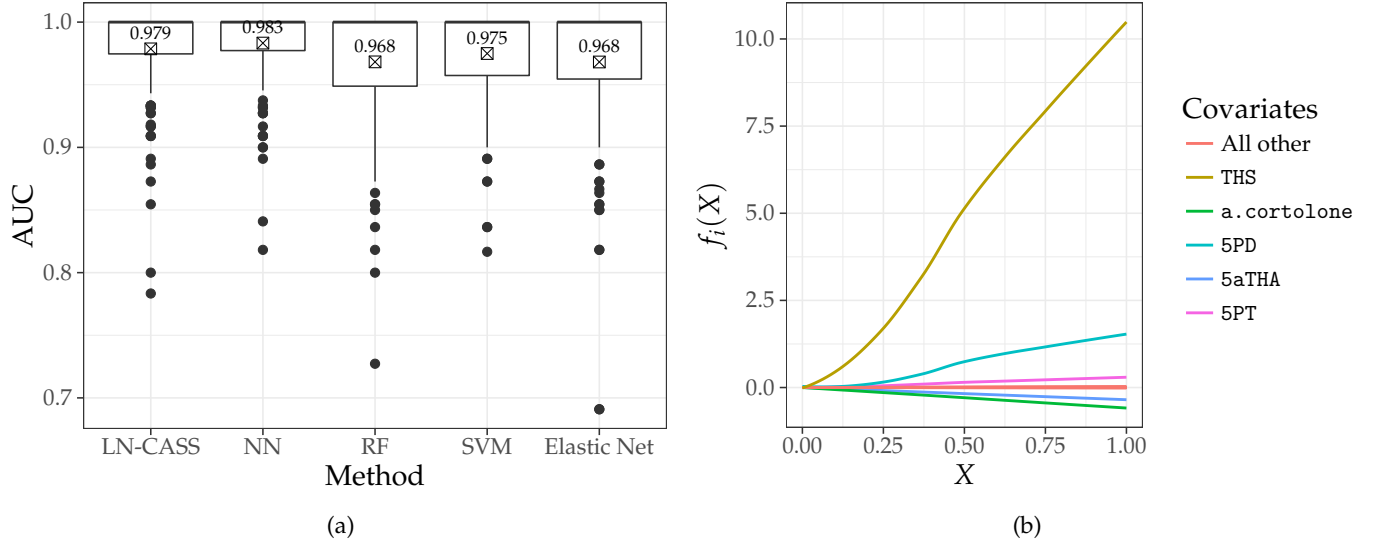 1.0
0.9
0.8
0.7
AUC
0.979
0.983
0.968
0.975
0.968
LN-CASS
NN
RF
SVM
Elastic Net
Method
(a)
10.0
7.5
5.0
2.5
0.0
f_i(X)
0.00
0.25
0.50
0.75
1.00
X
(b)
Covariates
All other
THS
a.cortolone
5PD
5aTHA
5PT